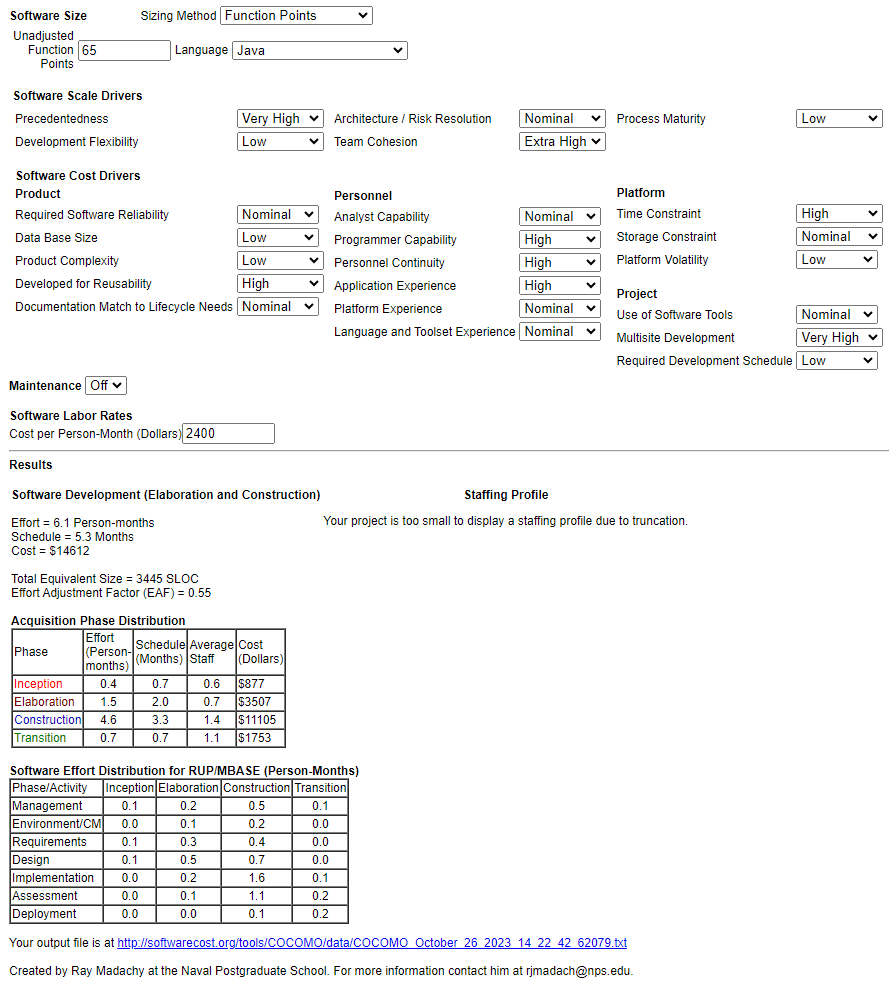 Software Size Sizing Method Function Points
Unadjusted
Function 65 Language Java
Points
Software Scale Drivers
Precedentedness Very High Architecture / Risk Resolution Nominal Process Maturity Low
Development Flexibility Low Team Cohesion Extra High
Software Cost Drivers
Product
Required Software Reliability Nominal
Data Base Size Low
Product Complexity Low
Developed for Reusability High
Documentation Match to Lifecycle Needs Nominal
Personnel
Analyst Capability Nominal
Programmer Capability High
Personnel Continuity High
Application Experience High
Platform Experience Nominal
Language and Toolset Experience Nominal
Platform
Time Constraint High
Storage Constraint Nominal
Platform Volatility Low
Project
Use of Software Tools Nominal
Multisite Development Very High
Required Development Schedule Low
Maintenance Off
Software Labor Rates
Cost per Person-Month (Dollars) 2400
Results
Software Development (Elaboration and Construction)
Effort = 6.1 Person-months
Schedule = 5.3 Months
Cost = $14612
Total Equivalent Size = 3445 SLOC
Effort Adjustment Factor (EAF) = 0.55
Staffing Profile
Your project is too small to display a staffing profile due to truncation.
Acquisition Phase Distribution
Phase Effort (Person-months) Schedule (Months) Average Staff Cost (Dollars)
Inception 0.4 0.7 0.6 $877
Elaboration 1.5 2.0 0.7 $3507
Construction 4.6 3.3 1.4 $11105
Transition 0.7 0.7 1.1 $1753
Software Effort Distribution for RUP/MBASE (Person-Months)
Phase/Activity Inception Elaboration Construction Transition
Management 0.1 0.2 0.5 0.1
Environment/CM 0.0 0.1 0.2 0.0
Requirements 0.1 0.3 0.4 0.0
Design 0.1 0.5 0.7 0.0
Implementation 0.0 0.2 1.6 0.1
Assessment 0.0 0.1 1.1 0.2
Deployment 0.0 0.0 0.1 0.2
Your output file is at http://softwarecost.org/tools/COCOMO/data/COCOMO_October_26_2023_14_22_42_62079.txt
Created by Ray Madachy at the Naval Postgraduate School. For more information contact him at rjmadach@nps.edu.